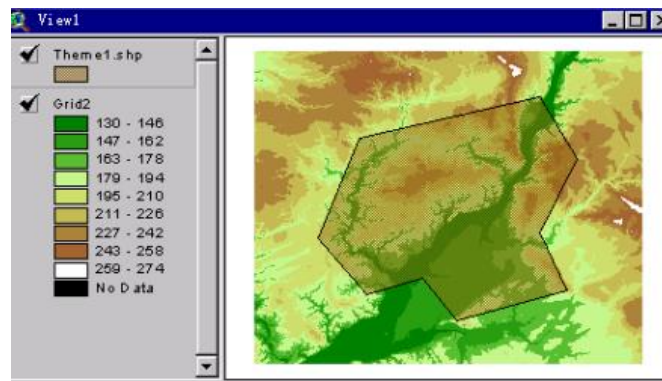 View1
Theme1.shp
Grid2
130 - 146
147 - 162
163 - 178
179 - 194
195 - 210
211 - 226
227 - 242
243 - 258
259 - 274
No Data